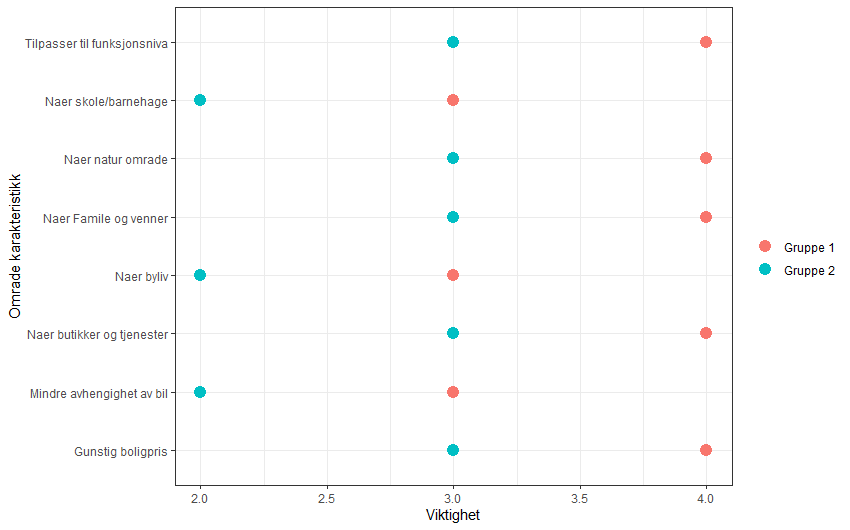 Tilpasser til funksjonsniva
Naer skole/barnehage
Naer natur omrade
Naer Famile og venner
Naer byliv
Naer butikker og tjenester
Mindre avhengighet av bil
Gunstig boligpris
Omrade karakteristikk
2.0
2.5
3.0
3.5
4.0
Viktighet
Gruppe 1
Gruppe 2